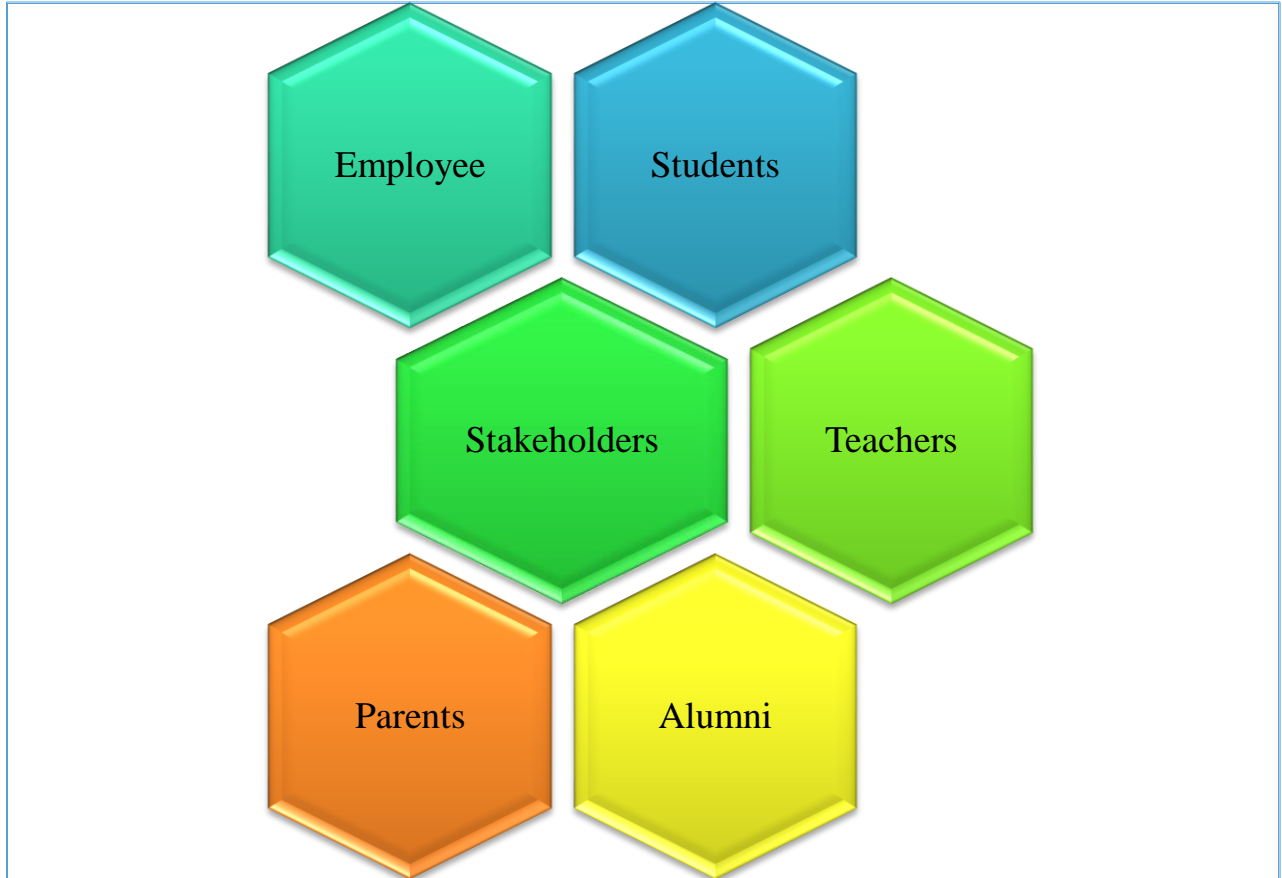 Employee
Students
Stakeholders
Teachers
Parents
Alumni